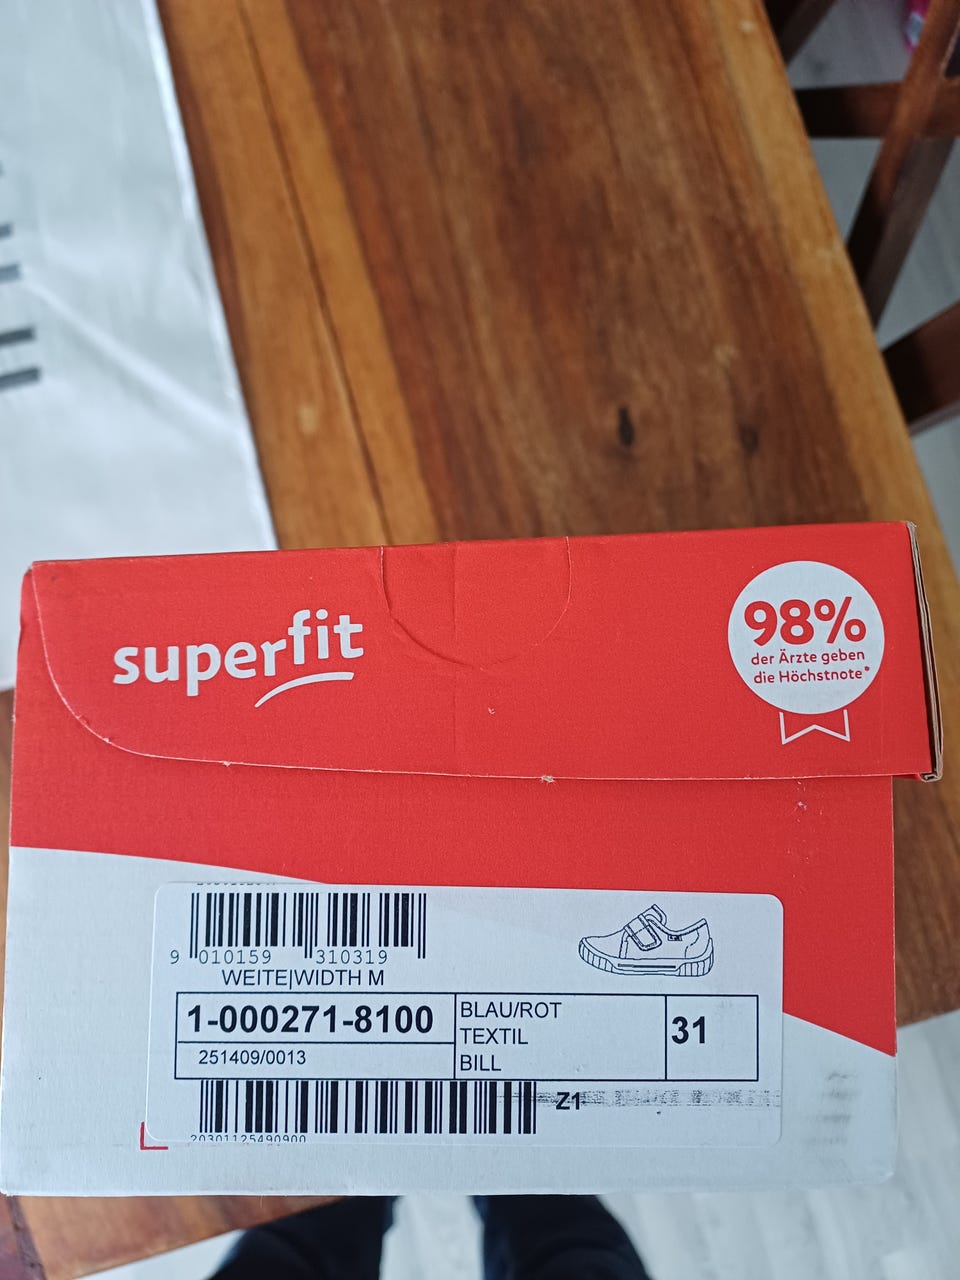 superfit
98%
der Ärzte geben
die Höchstnote*
9 010159 310319
WEITE|WIDTH M
1-000271-8100
251409/0013
BLAU/ROT
TEXTIL
BILL
31
Z1
20301125490900